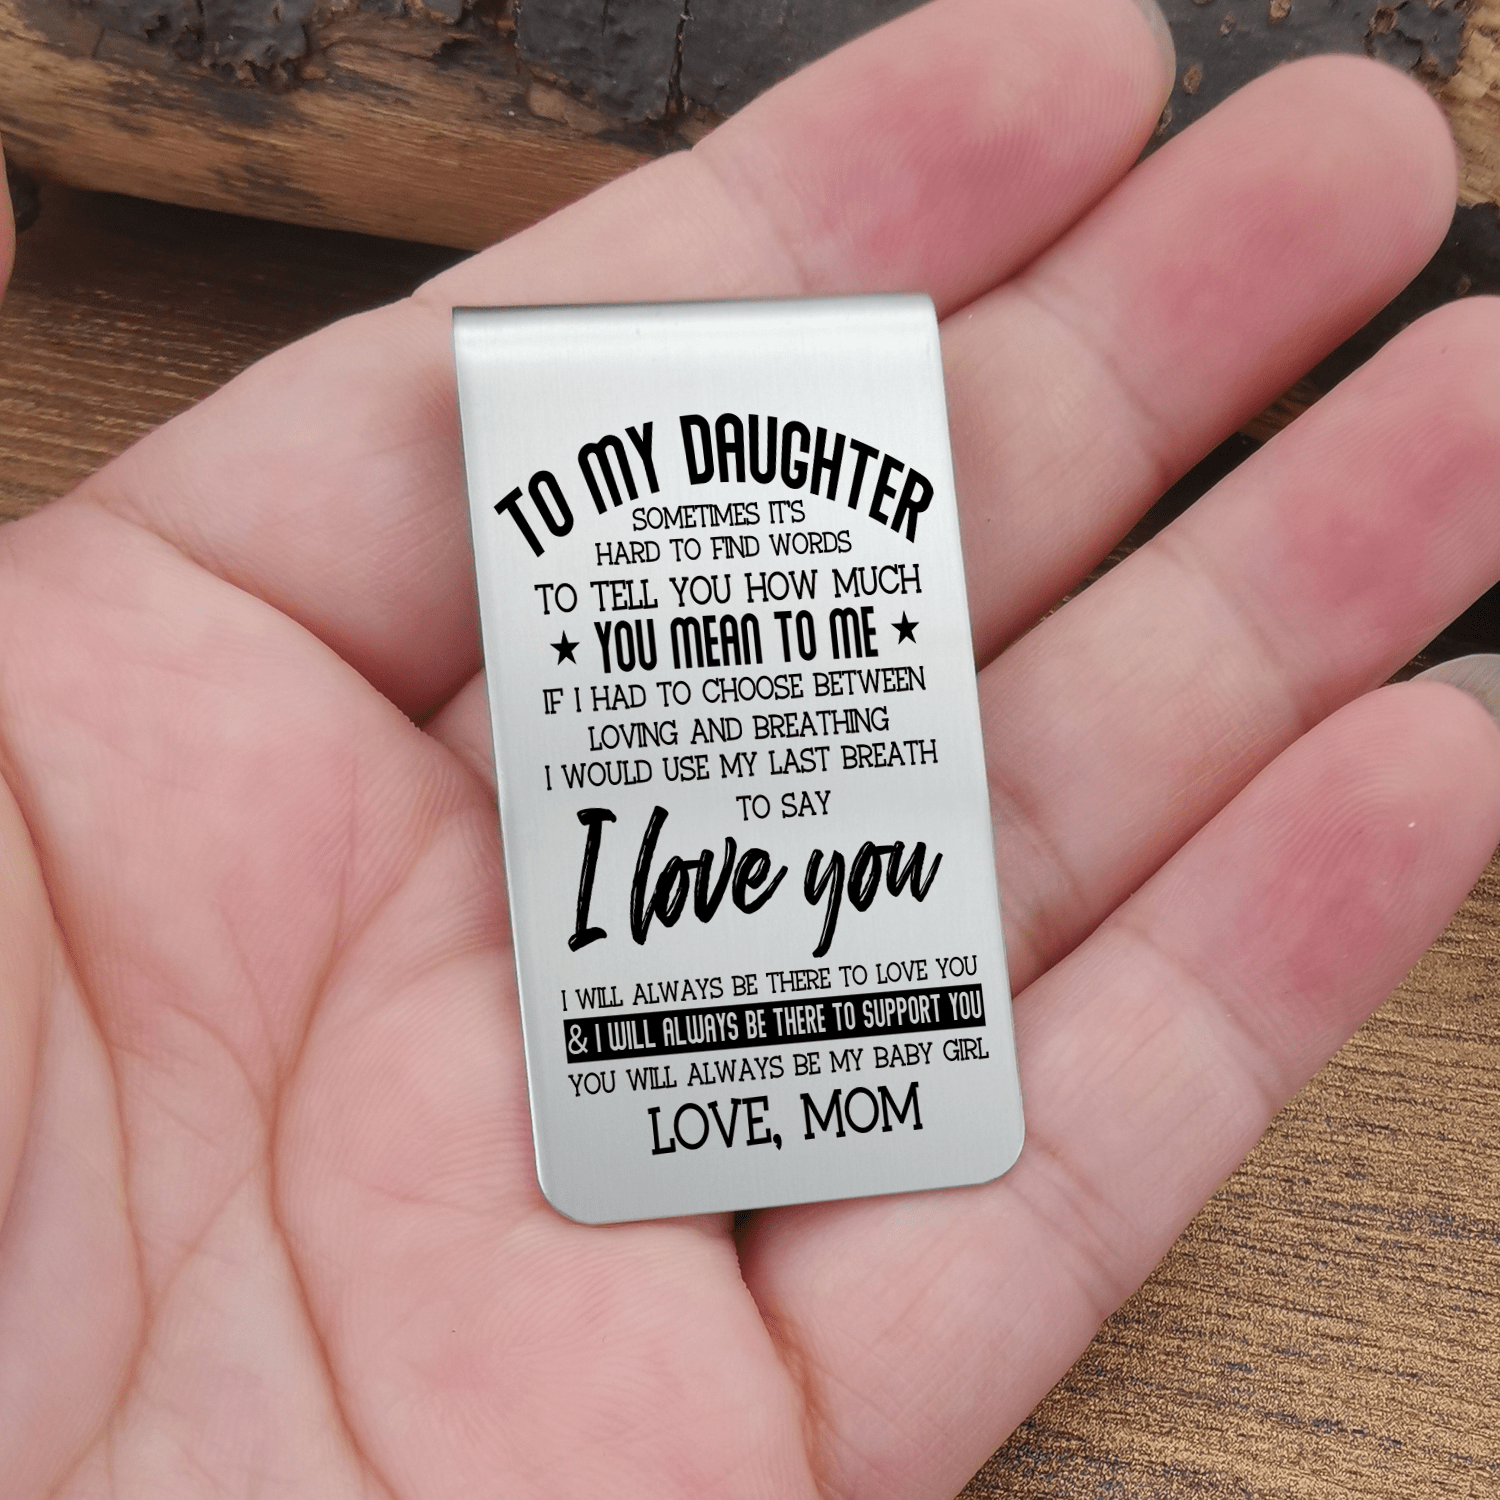 TO MY DAUGHTER
SOMETIMES IT'S
HARD TO FIND WORDS
TO TELL YOU HOW MUCH
★ YOU MEAN TO ME ★
IF I HAD TO CHOOSE BETWEEN
LOVING AND BREATHING
I WOULD USE MY LAST BREATH
TO SAY
I love you
I WILL ALWAYS BE THERE TO LOVE YOU
& I WILL ALWAYS BE THERE TO SUPPORT YOU
YOU WILL ALWAYS BE MY BABY GIRL
LOVE, MOM